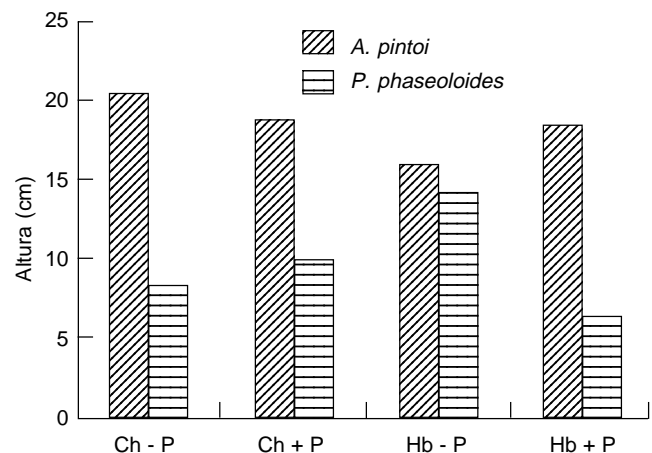 25
20
15
10
5
0
Altura (cm)
A. pintoi
P. phaseoloides
Ch - P
Ch + P
Hb - P
Hb + P